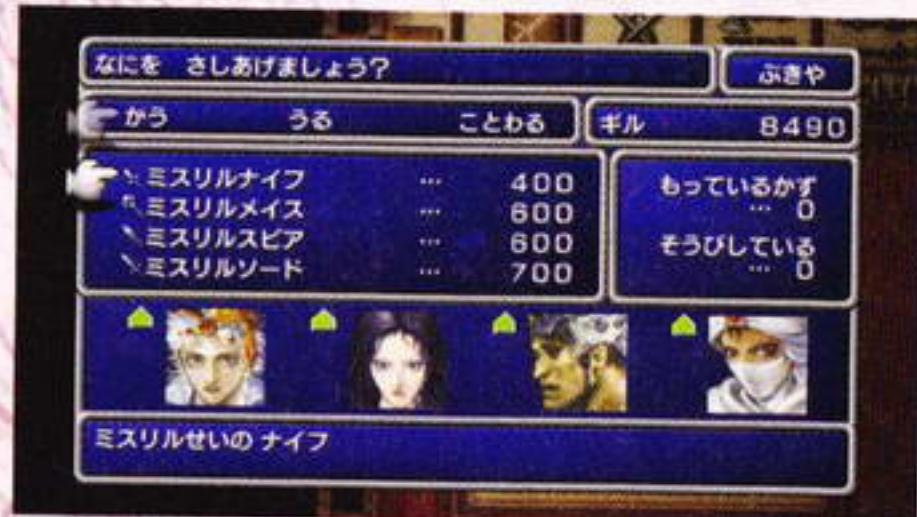 なにを さしあげましょう? ぶきや
かう うる ことわる ギル 8490
ミスリルナイフ … 400
ミスリルメイス … 600
ミスリルスピア … 600
ミスリルソード … 700
もっているかず
… 0
そうびしている
… 0
ミスリルせいの ナイフ